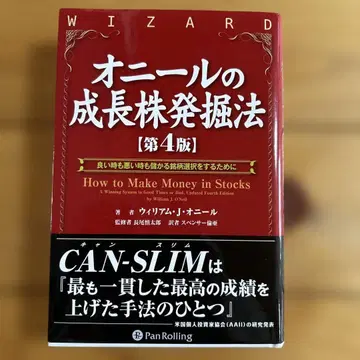 WIZARD
オニールの
成長株発掘法
【第4版】
良い時も悪い時も儲かる銘柄選択をするために
How to Make Money in Stocks
A Winning System in Good Times or Bad, Updated Fourth Edition
by William J. O'Neil
著 者 ウィリアム・J・オニール
監修者 長尾慎太郎 訳者 スペンサー倫亜
キャン スリム
CAN-SLIMは
『最も一貫した最高の成績を
上げた手法のひとつ』
米国個人投資家協会（AAII）の研究発表
Pan Rolling